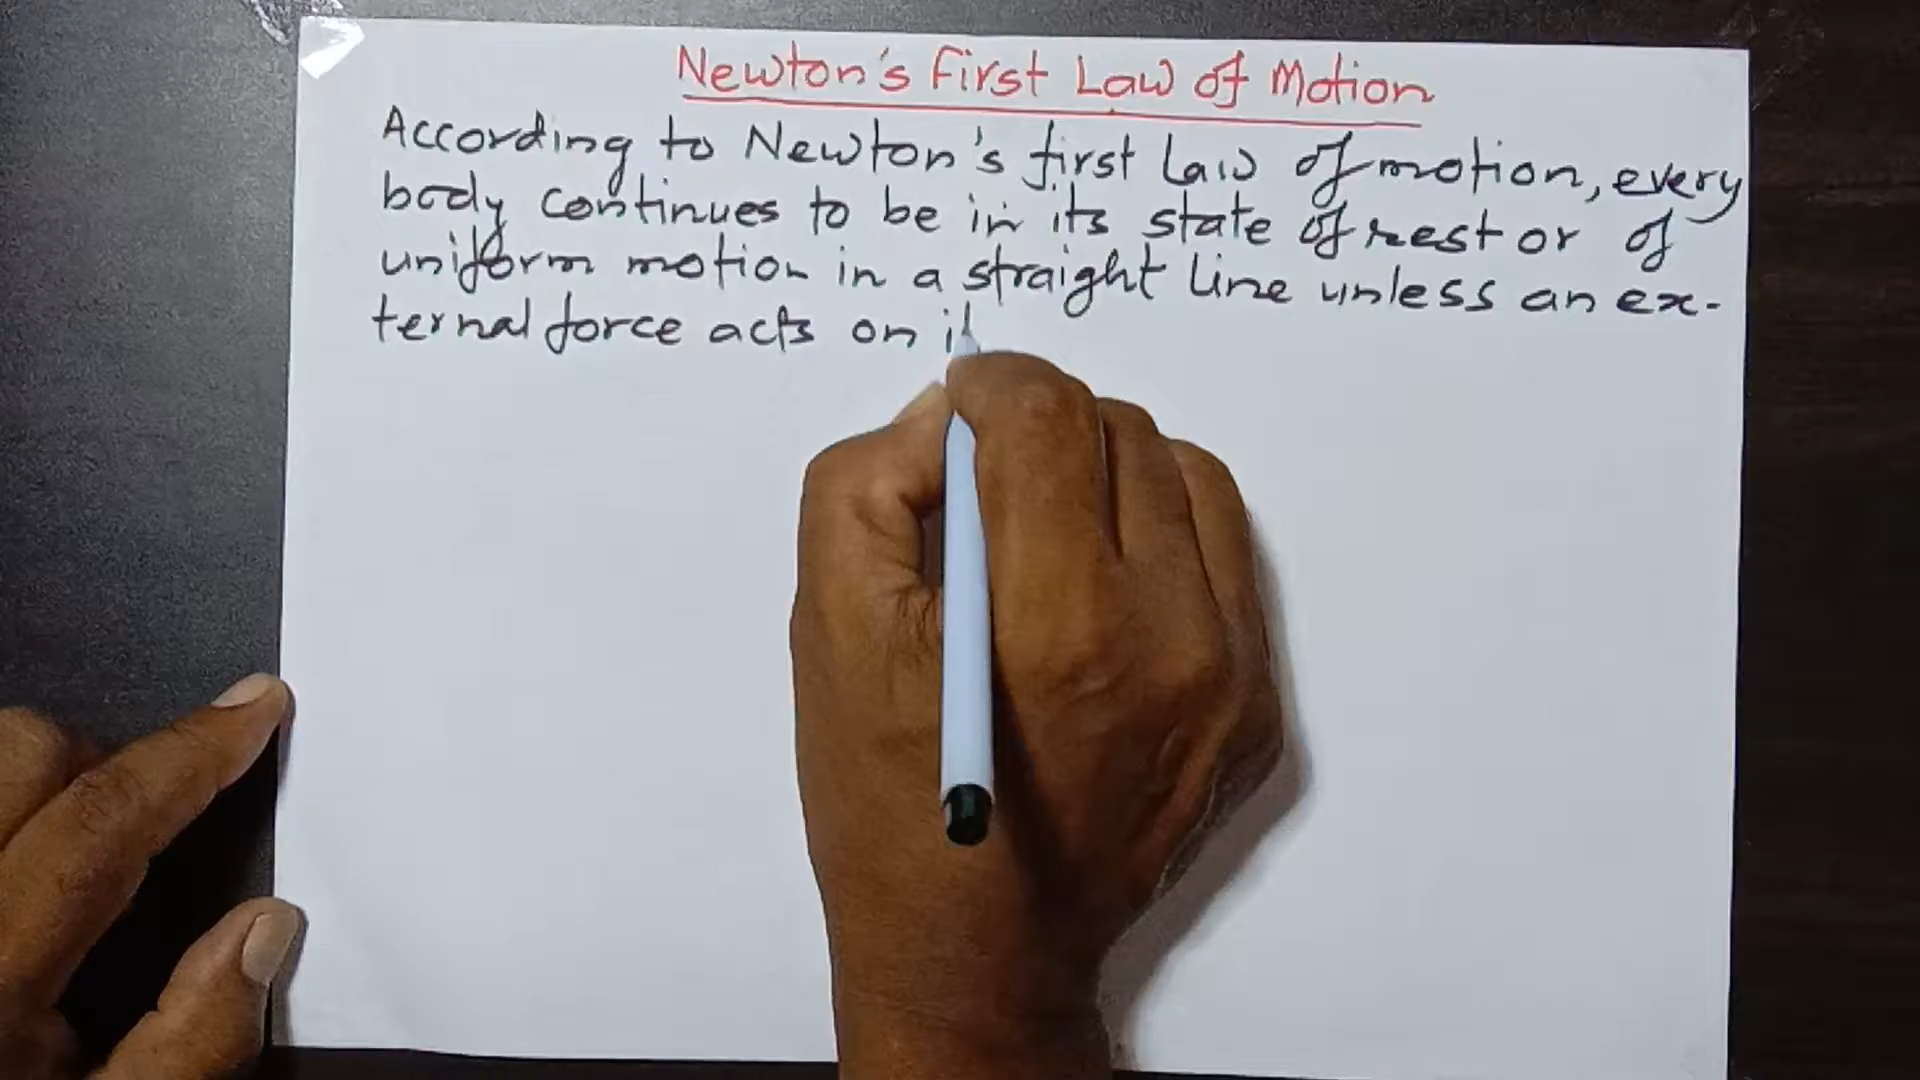 Newton's First Law of Motion
According to Newton's first law of motion, every
body continues to be in its state of rest or of
uniform motion in a straight line unless an ex-
ternal force acts on it